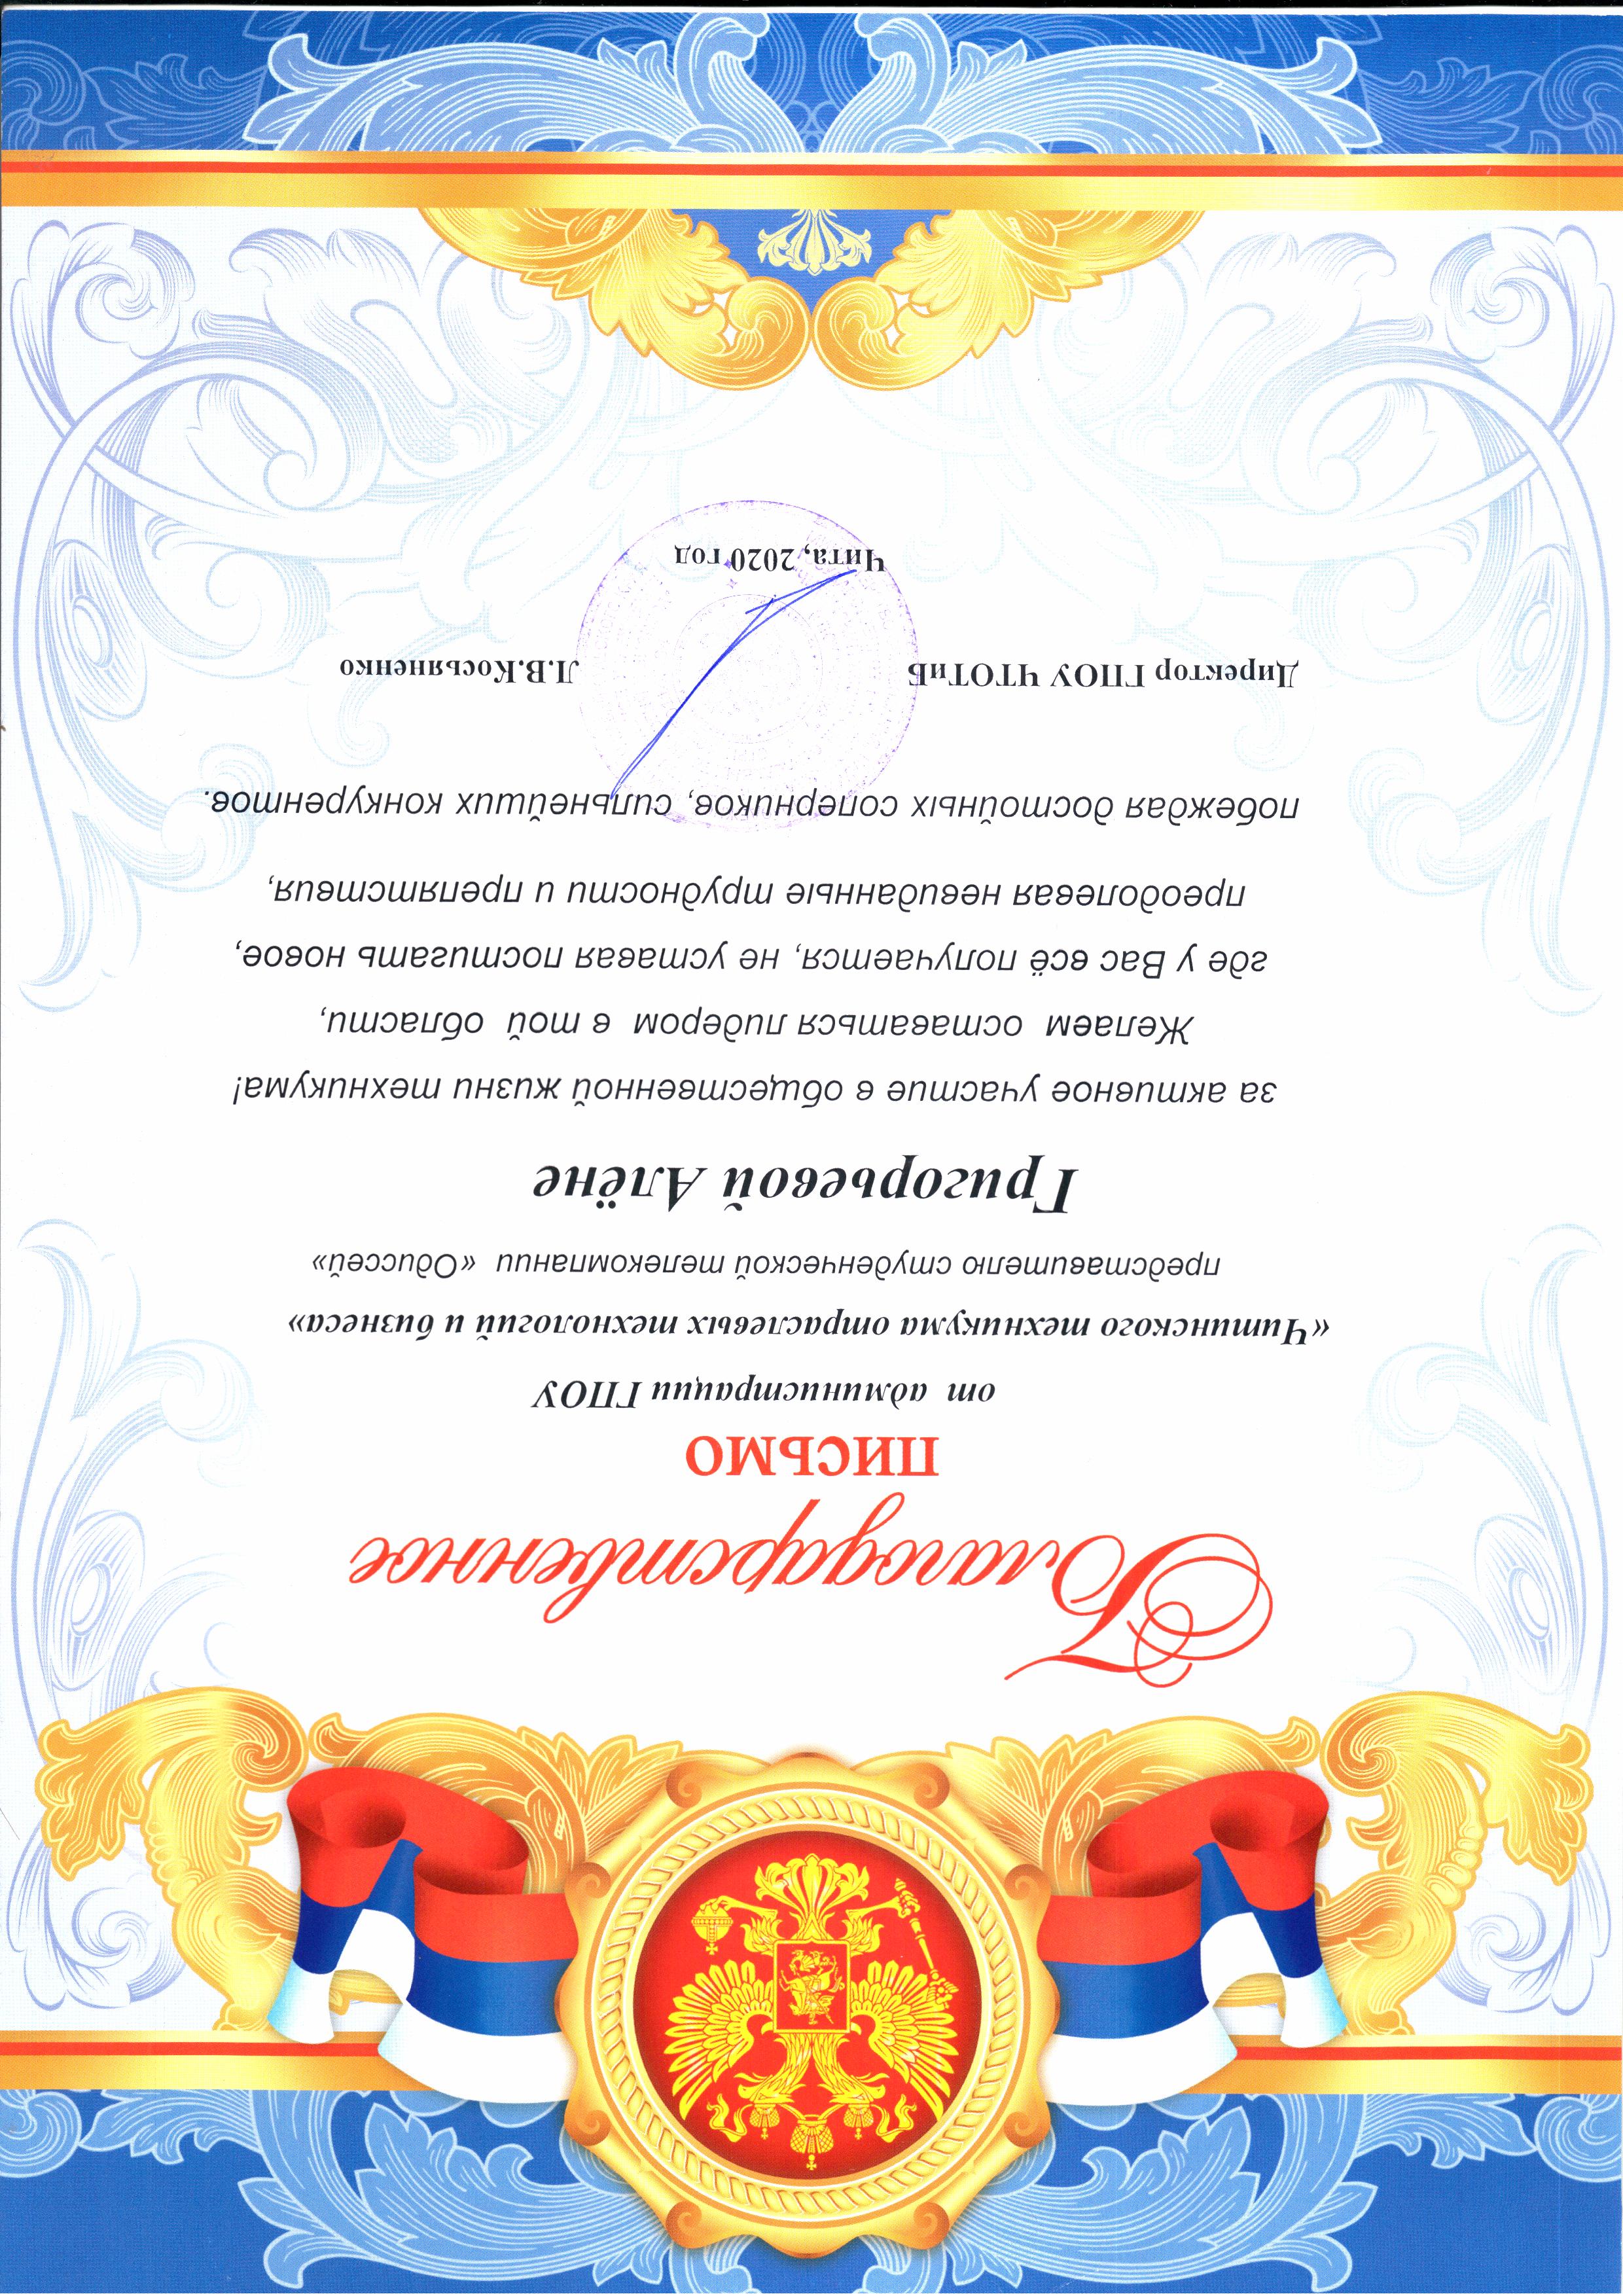 Благодарственное
ПИСЬМО
от администрации ГПОУ
«Читинского техникума отраслевых технологий и бизнеса»
представителю студенческой телекомпании «Одиссей»
Григорьевой Алёне
за активное участие в общественной жизни техникума!
Желаем оставаться лидером в той области,
где у Вас всё получается, не уставая постигать новое,
преодолевая невиданные трудности и препятствия,
побеждая достойных соперников, сильнейших конкурентов.
Директор ГПОУ ЧТОТиБ Л.В.Косьяненко
Чита, 2020 год